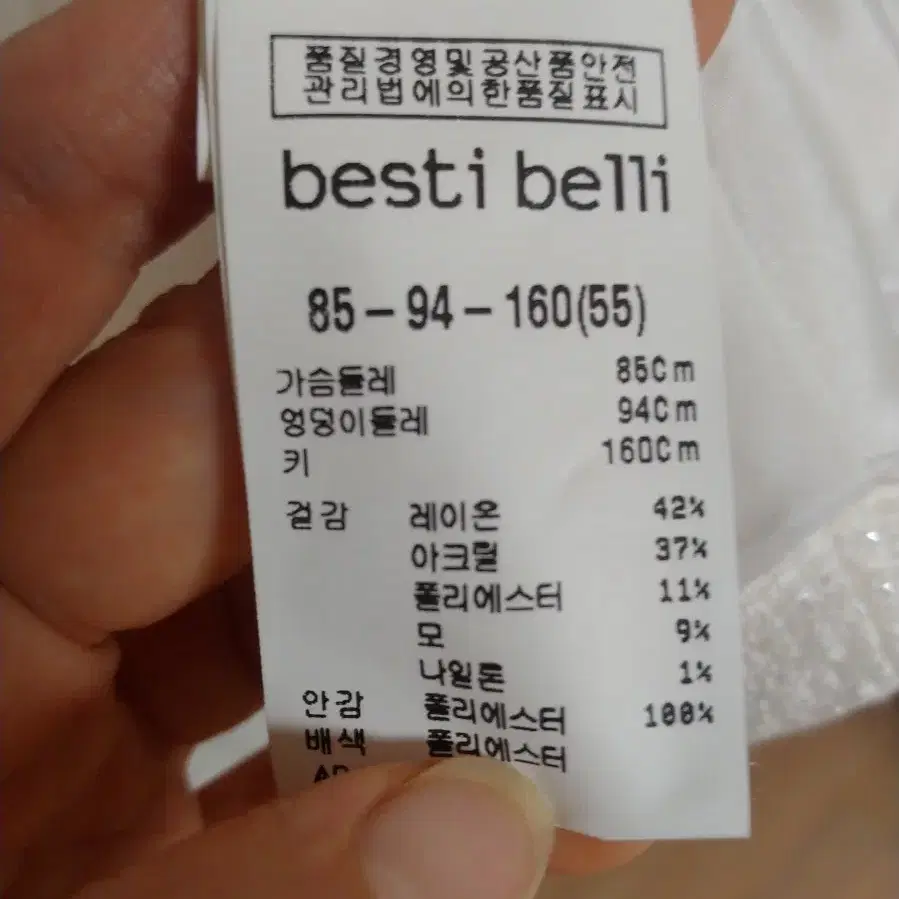 품질경영및공산품안전
관리법에의한품질표시
besti belli
85-94-160(55)
가슴둘레 85Cm
엉덩이둘레 94Cm
키 160Cm
겉감 레이온 42%
아크릴 37%
폴리에스터 11%
모 9%
나일론 1%
안감 폴리에스터 100%
배색 폴리에스터